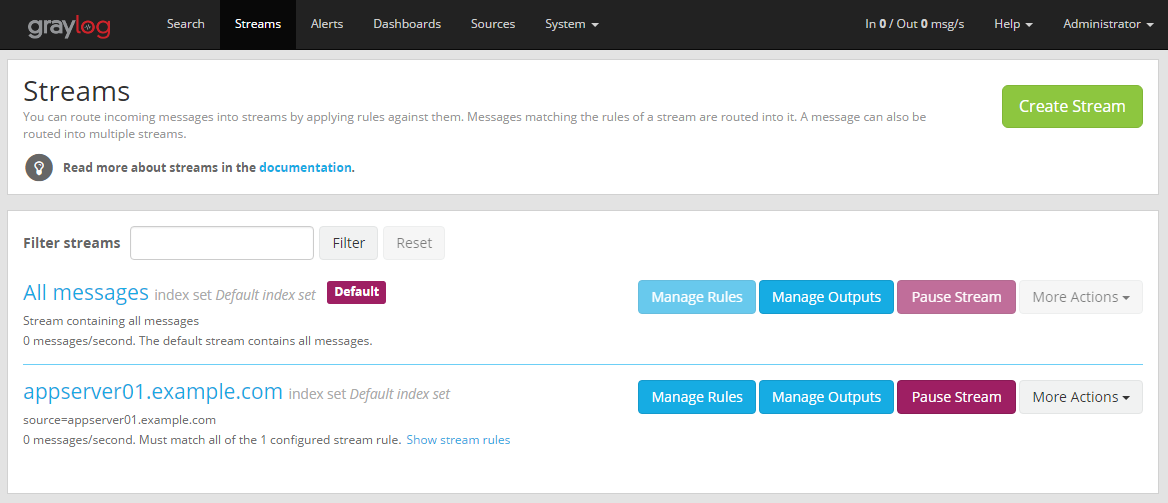 graylog Search Streams Alerts Dashboards Sources System In 0 / Out 0 msg/s Help Administrator
Streams
Create Stream
You can route incoming messages into streams by applying rules against them. Messages matching the rules of a stream are routed into it. A message can also be
routed into multiple streams.
Read more about streams in the documentation.
Filter streams Filter Reset
All messages index set Default index set Default Manage Rules Manage Outputs Pause Stream More Actions
Stream containing all messages
0 messages/second. The default stream contains all messages.
appserver01.example.com index set Default index set Manage Rules Manage Outputs Pause Stream More Actions
source=appserver01.example.com
0 messages/second. Must match all of the 1 configured stream rule. Show stream rules